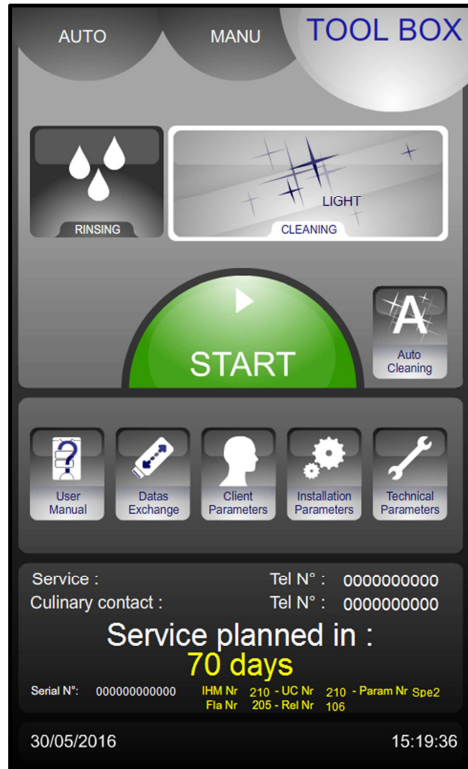 AUTO MANU TOOL BOX
LIGHT
RINSING CLEANING
START
A
Auto
Cleaning
?
User Manual
Datas Exchange
Client Parameters
Installation Parameters
Technical Parameters
Service : Tel N° : 0000000000
Culinary contact : Tel N° : 0000000000
Service planned in :
70 days
Serial N°: 000000000000 IHM Nr 210 - UC Nr 210 - Param Nr Spe2
Fla Nr 205 - Rel Nr 106
30/05/2016 15:19:36